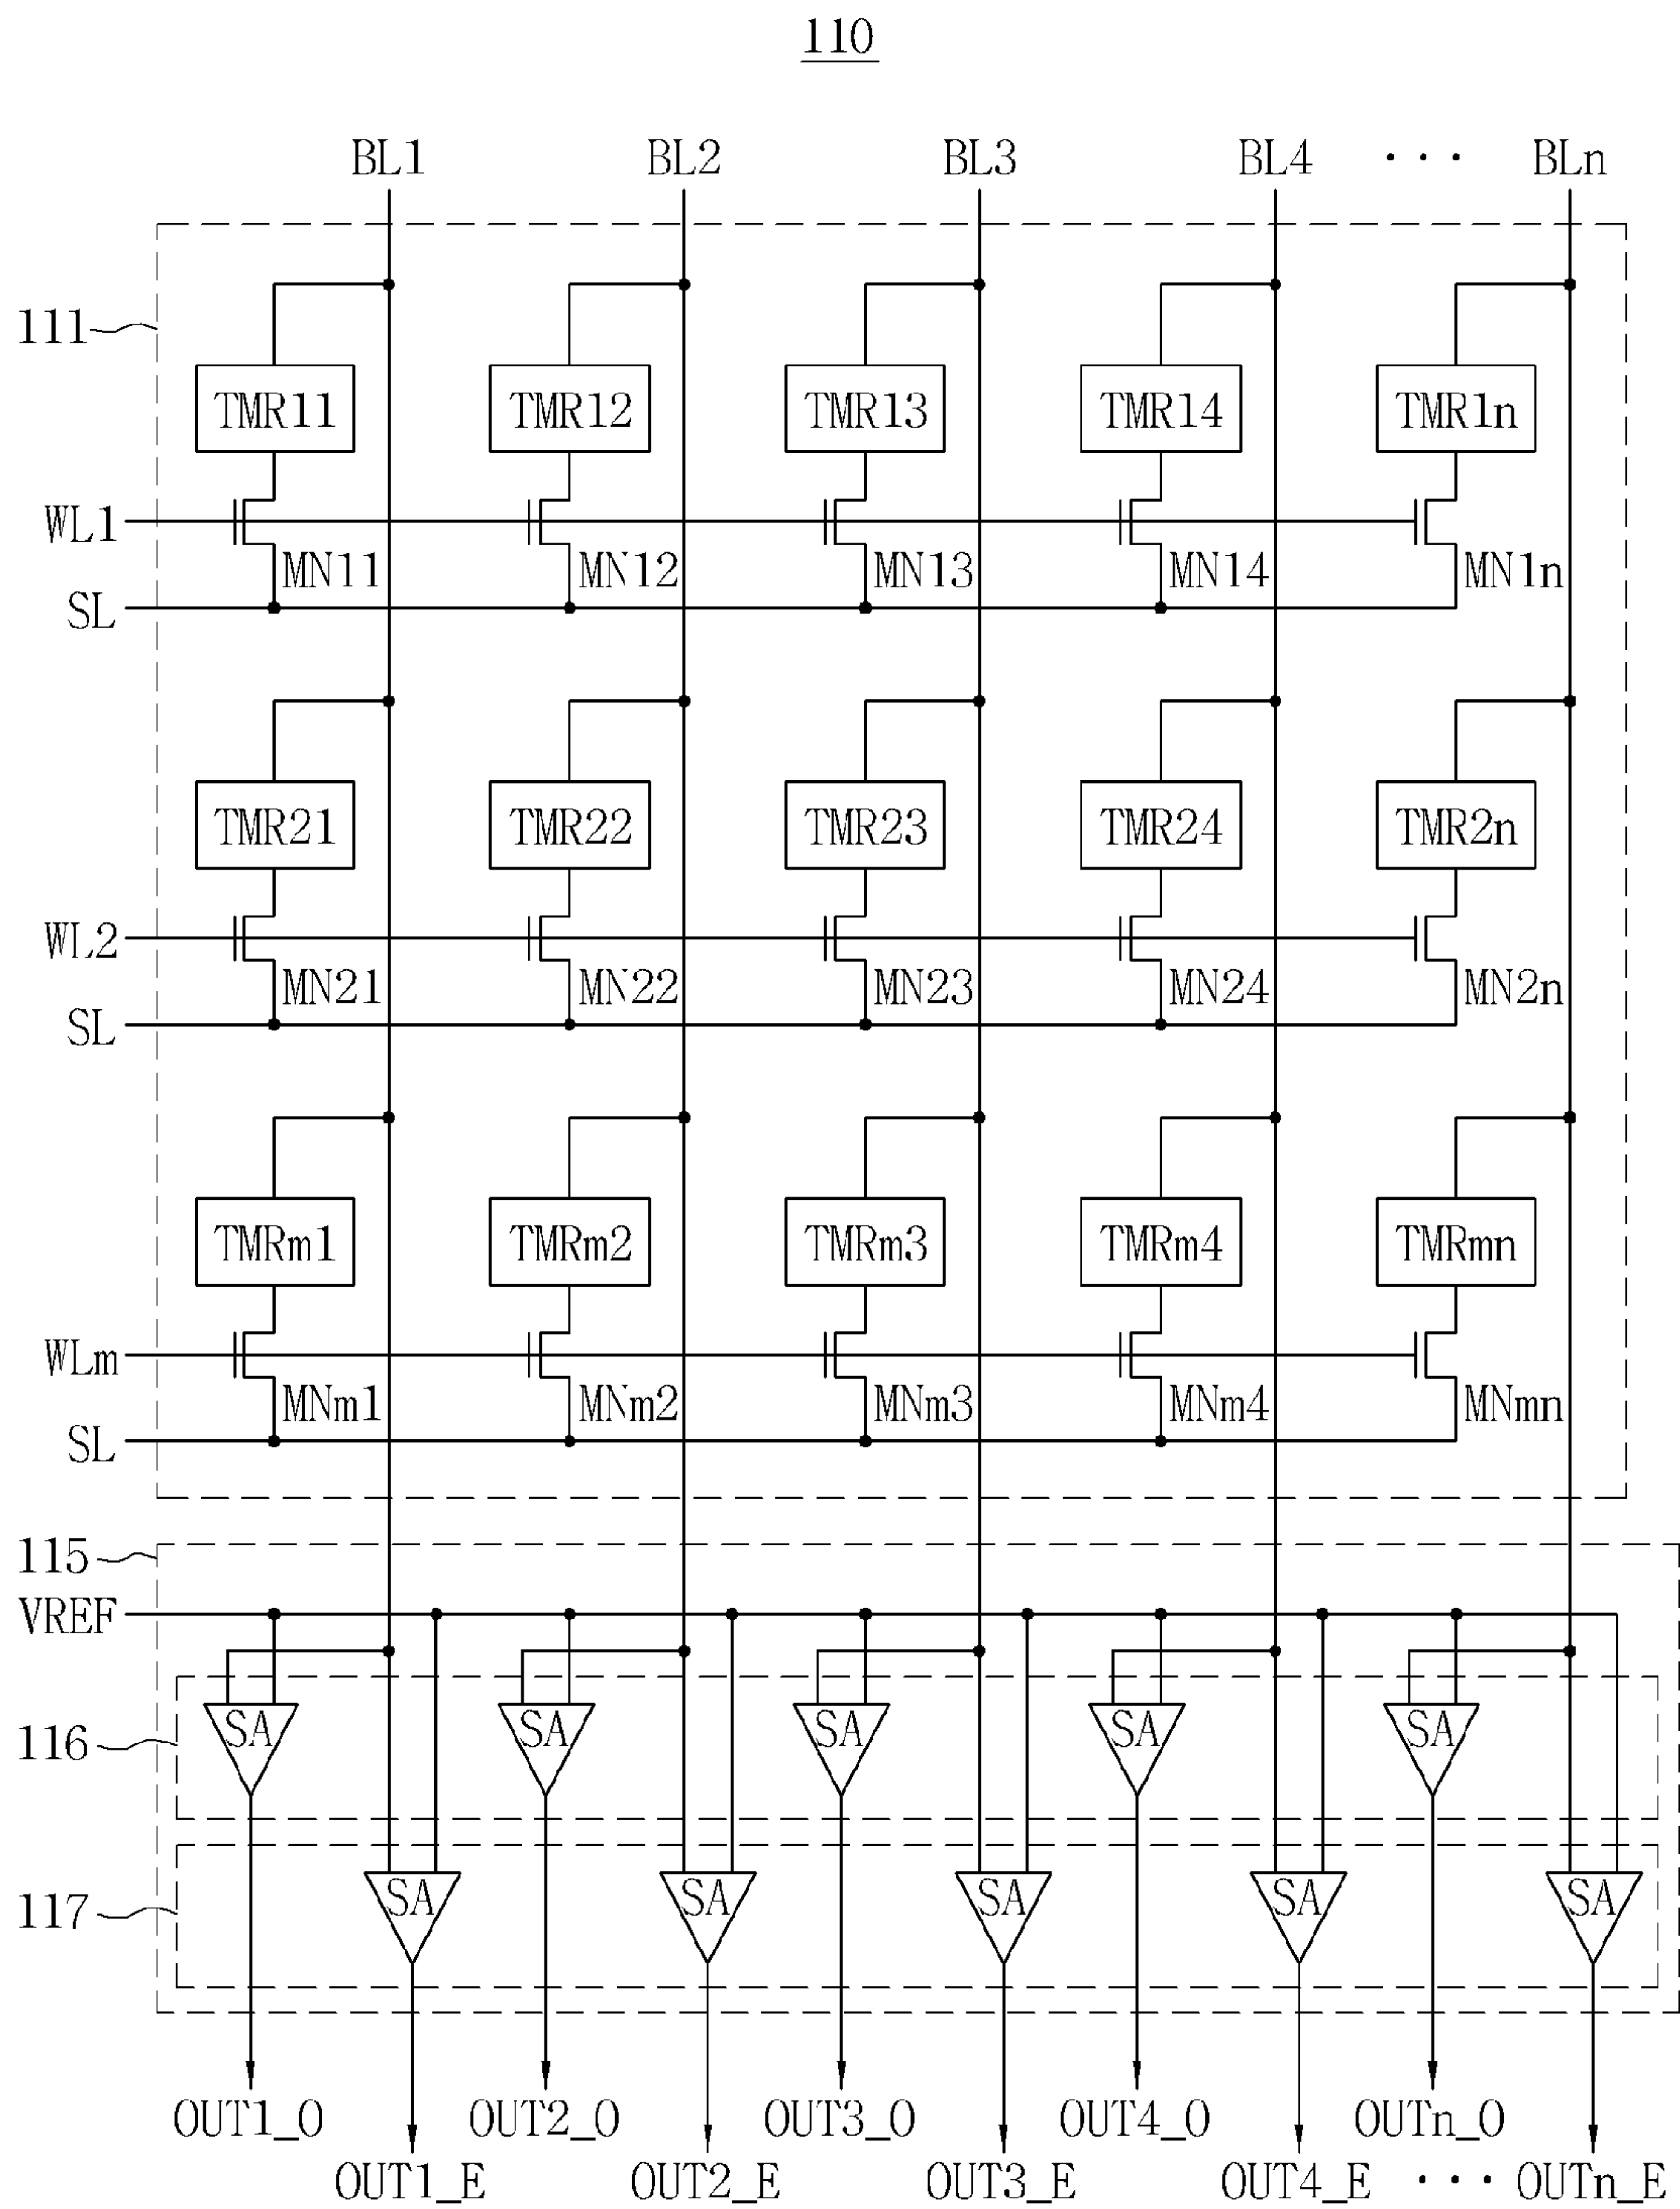 110
BL1 BL2 BL3 BL4 · · · BLn
111
TMR11 TMR12 TMR13 TMR14 TMR1n
WL1
MN11 MN12 MN13 MN14 MN1n
SL
TMR21 TMR22 TMR23 TMR24 TMR2n
WL2
MN21 MN22 MN23 MN24 MN2n
SL
TMRm1 TMRm2 TMRm3 TMRm4 TMRmn
WLm
MNm1 MNm2 MNm3 MNm4 MNmn
SL
115
VREF
116 SA SA SA SA SA
117 SA SA SA SA SA
OUT1_O OUT2_O OUT3_O OUT4_O OUTn_O
OUT1_E OUT2_E OUT3_E OUT4_E · · · OUTn_E